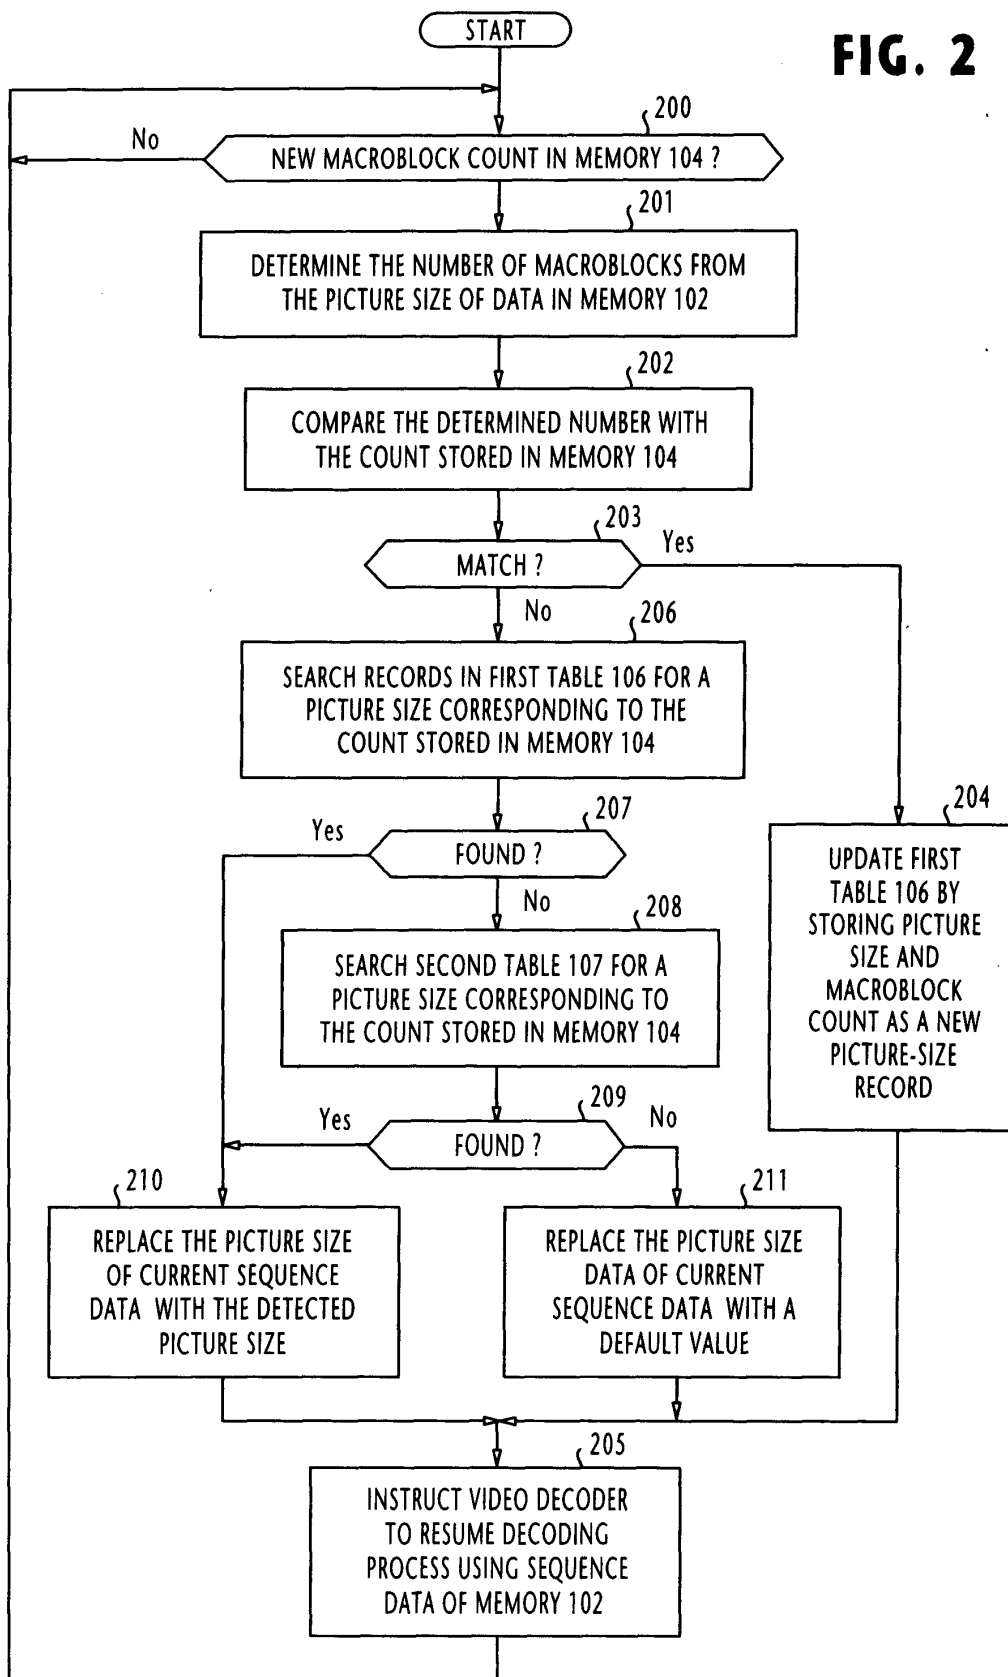 START
FIG. 2
200
No
NEW MACROBLOCK COUNT IN MEMORY 104 ?
201
DETERMINE THE NUMBER OF MACROBLOCKS FROM
THE PICTURE SIZE OF DATA IN MEMORY 102
202
COMPARE THE DETERMINED NUMBER WITH
THE COUNT STORED IN MEMORY 104
203
MATCH ?
Yes
No
206
SEARCH RECORDS IN FIRST TABLE 106 FOR A
PICTURE SIZE CORRESPONDING TO THE
COUNT STORED IN MEMORY 104
207
Yes
FOUND ?
No
204
UPDATE FIRST
TABLE 106 BY
STORING PICTURE
SIZE AND
MACROBLOCK
COUNT AS A NEW
PICTURE-SIZE
RECORD
208
SEARCH SECOND TABLE 107 FOR A
PICTURE SIZE CORRESPONDING TO
THE COUNT STORED IN MEMORY 104
209
Yes
FOUND ?
No
210
REPLACE THE PICTURE SIZE
OF CURRENT SEQUENCE
DATA WITH THE DETECTED
PICTURE SIZE
211
REPLACE THE PICTURE SIZE
DATA OF CURRENT
SEQUENCE DATA WITH A
DEFAULT VALUE
205
INSTRUCT VIDEO DECODER
TO RESUME DECODING
PROCESS USING SEQUENCE
DATA OF MEMORY 102